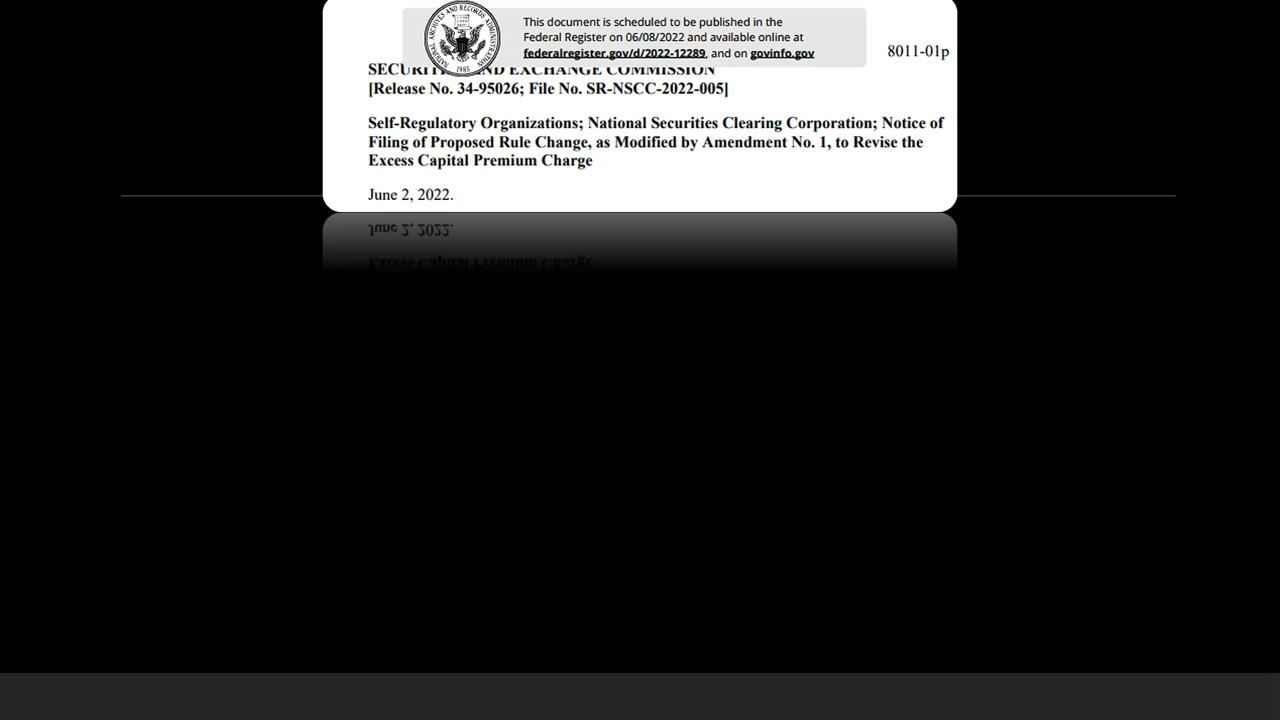 This document is scheduled to be published in the
Federal Register on 06/08/2022 and available online at
federalregister.gov/d/2022-12289, and on govinfo.gov
8011-01p
SECURIT ND EXCHANGE COMMISSION
[Release No. 34-95026; File No. SR-NSCC-2022-005]
Self-Regulatory Organizations; National Securities Clearing Corporation; Notice of
Filing of Proposed Rule Change, as Modified by Amendment No. 1, to Revise the
Excess Capital Premium Charge
June 2, 2022.